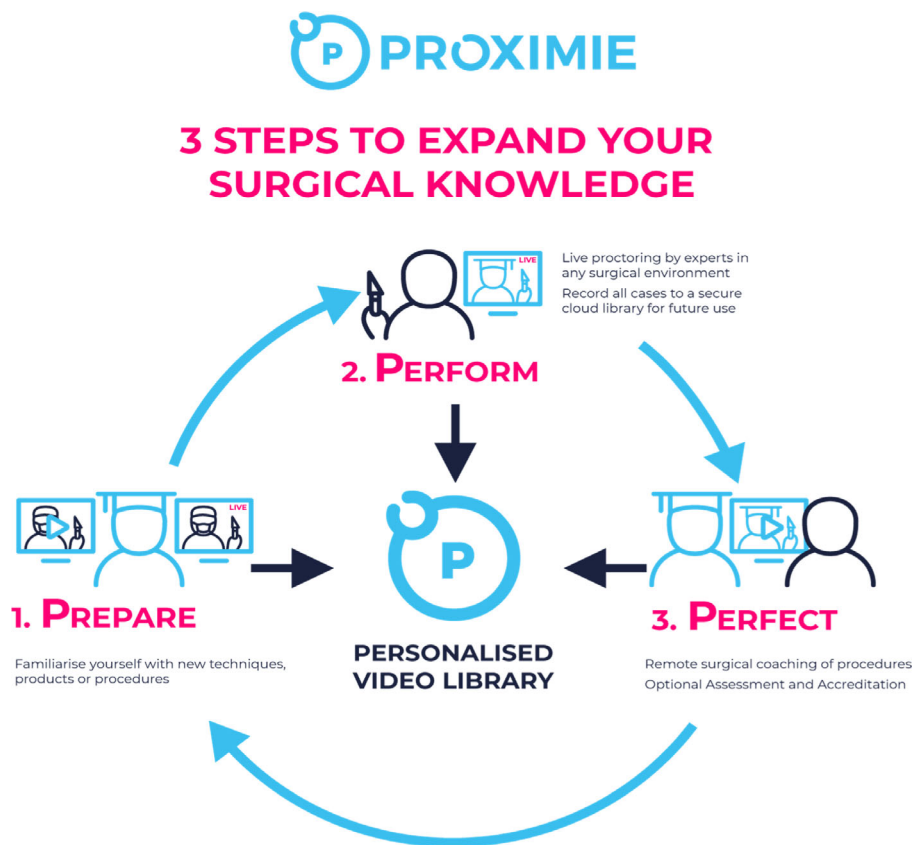 P PROXIMIE
3 STEPS TO EXPAND YOUR
SURGICAL KNOWLEDGE
LIVE
Live proctoring by experts in
any surgical environment
Record all cases to a secure
cloud library for future use
2. PERFORM
LIVE
P
1. PREPARE
Familiarise yourself with new techniques,
products or procedures
PERSONALISED
VIDEO LIBRARY
3. PERFECT
Remote surgical coaching of procedures
Optional Assessment and Accreditation